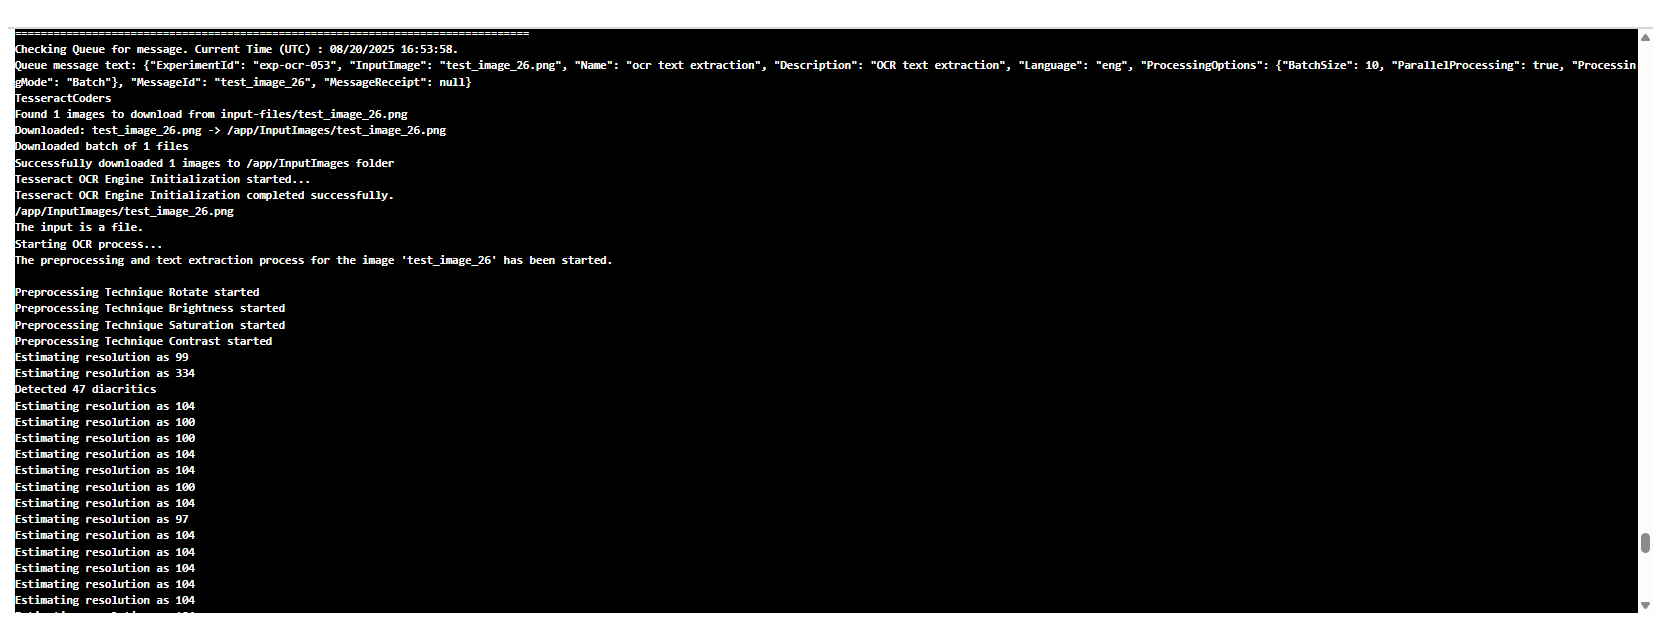 ================================================================================
Checking Queue for message. Current Time (UTC) : 08/20/2025 16:53:58.
Queue message text: {"ExperimentId": "exp-ocr-053", "InputImage": "test_image_26.png", "Name": "ocr text extraction", "Description": "OCR text extraction", "Language": "eng", "ProcessingOptions": {"BatchSize": 10, "ParallelProcessing": true, "Processin
gMode": "Batch"}, "MessageId": "test_image_26", "MessageReceipt": null}
TesseractCoders
Found 1 images to download from input-files/test_image_26.png
Downloaded: test_image_26.png -> /app/InputImages/test_image_26.png
Downloaded batch of 1 files
Successfully downloaded 1 images to /app/InputImages folder
Tesseract OCR Engine Initialization started...
Tesseract OCR Engine Initialization completed successfully.
/app/InputImages/test_image_26.png
The input is a file.
Starting OCR process...
The preprocessing and text extraction process for the image 'test_image_26' has been started.
Preprocessing Technique Rotate started
Preprocessing Technique Brightness started
Preprocessing Technique Saturation started
Preprocessing Technique Contrast started
Estimating resolution as 99
Estimating resolution as 334
Detected 47 diacritics
Estimating resolution as 104
Estimating resolution as 100
Estimating resolution as 100
Estimating resolution as 104
Estimating resolution as 104
Estimating resolution as 100
Estimating resolution as 104
Estimating resolution as 97
Estimating resolution as 104
Estimating resolution as 104
Estimating resolution as 104
Estimating resolution as 104
Estimating resolution as 104